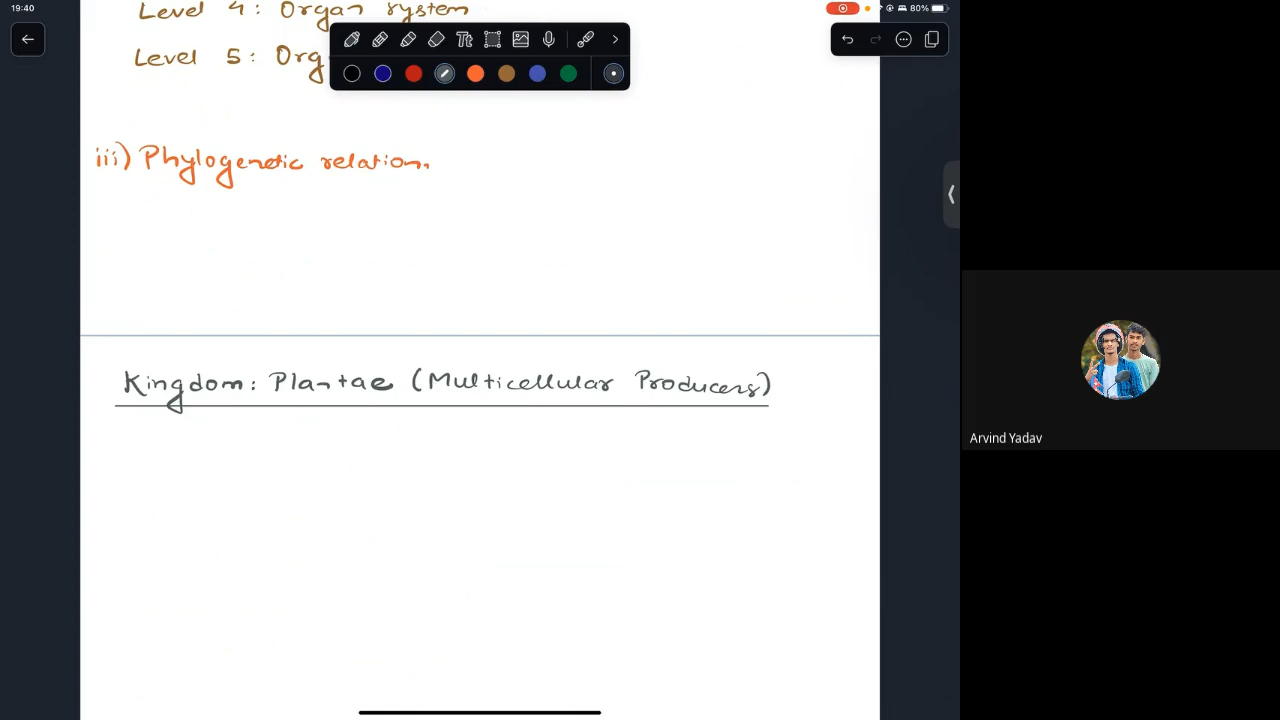 19:40
80%
Level 4: Organ system
Level 5: Org
Tt
iii) Phylogenetic relation.
Kingdom: Plantae (Multicellular Producers)
Arvind Yadav